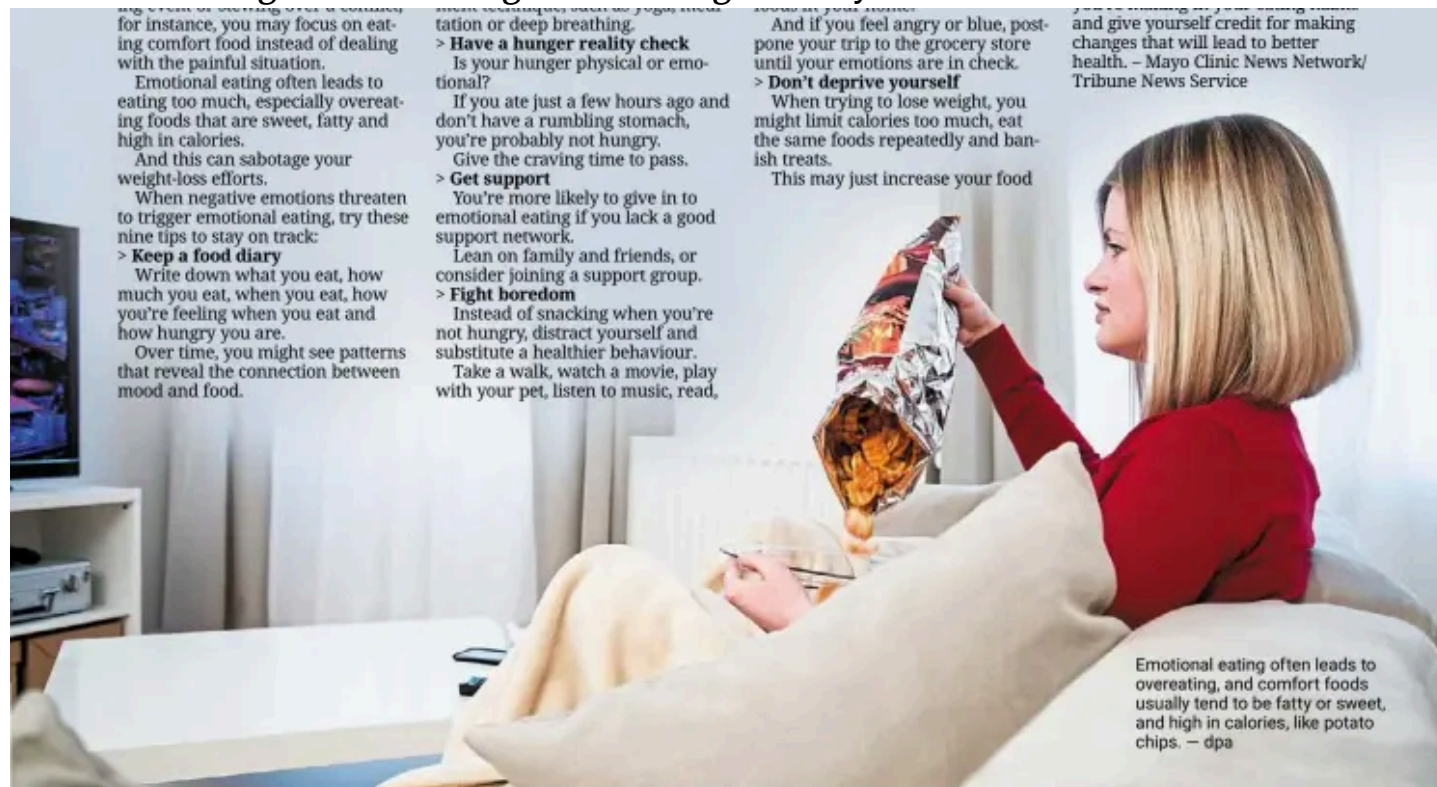 for instance, you may focus on eat-
ing comfort food instead of dealing
with the painful situation.
Emotional eating often leads to
eating too much, especially overeat-
ing foods that are sweet, fatty and
high in calories.
And this can sabotage your
weight-loss efforts.
When negative emotions threaten
to trigger emotional eating, try these
nine tips to stay on track:
> Keep a food diary
Write down what you eat, how
much you eat, when you eat, how
you're feeling when you eat and
how hungry you are.
Over time, you might see patterns
that reveal the connection between
mood and food.
tation or deep breathing.
> Have a hunger reality check
Is your hunger physical or emo-
tional?
If you ate just a few hours ago and
don't have a rumbling stomach,
you're probably not hungry.
Give the craving time to pass.
> Get support
You're more likely to give in to
emotional eating if you lack a good
support network.
Lean on family and friends, or
consider joining a support group.
> Fight boredom
Instead of snacking when you're
not hungry, distract yourself and
substitute a healthier behaviour.
Take a walk, watch a movie, play
with your pet, listen to music, read,
And if you feel angry or blue, post-
pone your trip to the grocery store
until your emotions are in check.
> Don't deprive yourself
When trying to lose weight, you
might limit calories too much, eat
the same foods repeatedly and ban-
ish treats.
This may just increase your food
and give yourself credit for making
changes that will lead to better
health. – Mayo Clinic News Network/
Tribune News Service
Emotional eating often leads to
overeating, and comfort foods
usually tend to be fatty or sweet,
and high in calories, like potato
chips. — dpa